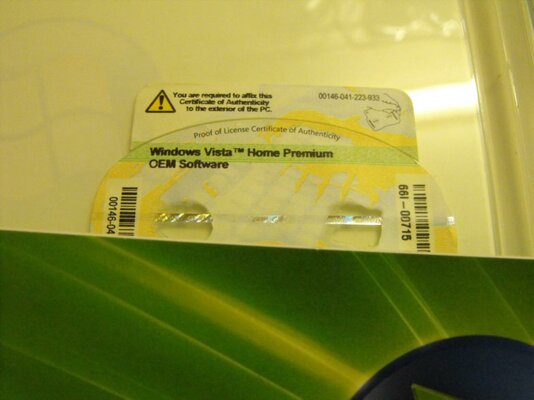 You are required to affix this
Certificate of Authenticity
to the exterior of the PC.
00146-041-223-933
Proof of License Certificate of Authenticity
Windows Vista™ Home Premium
OEM Software
00146-04
66I-00715